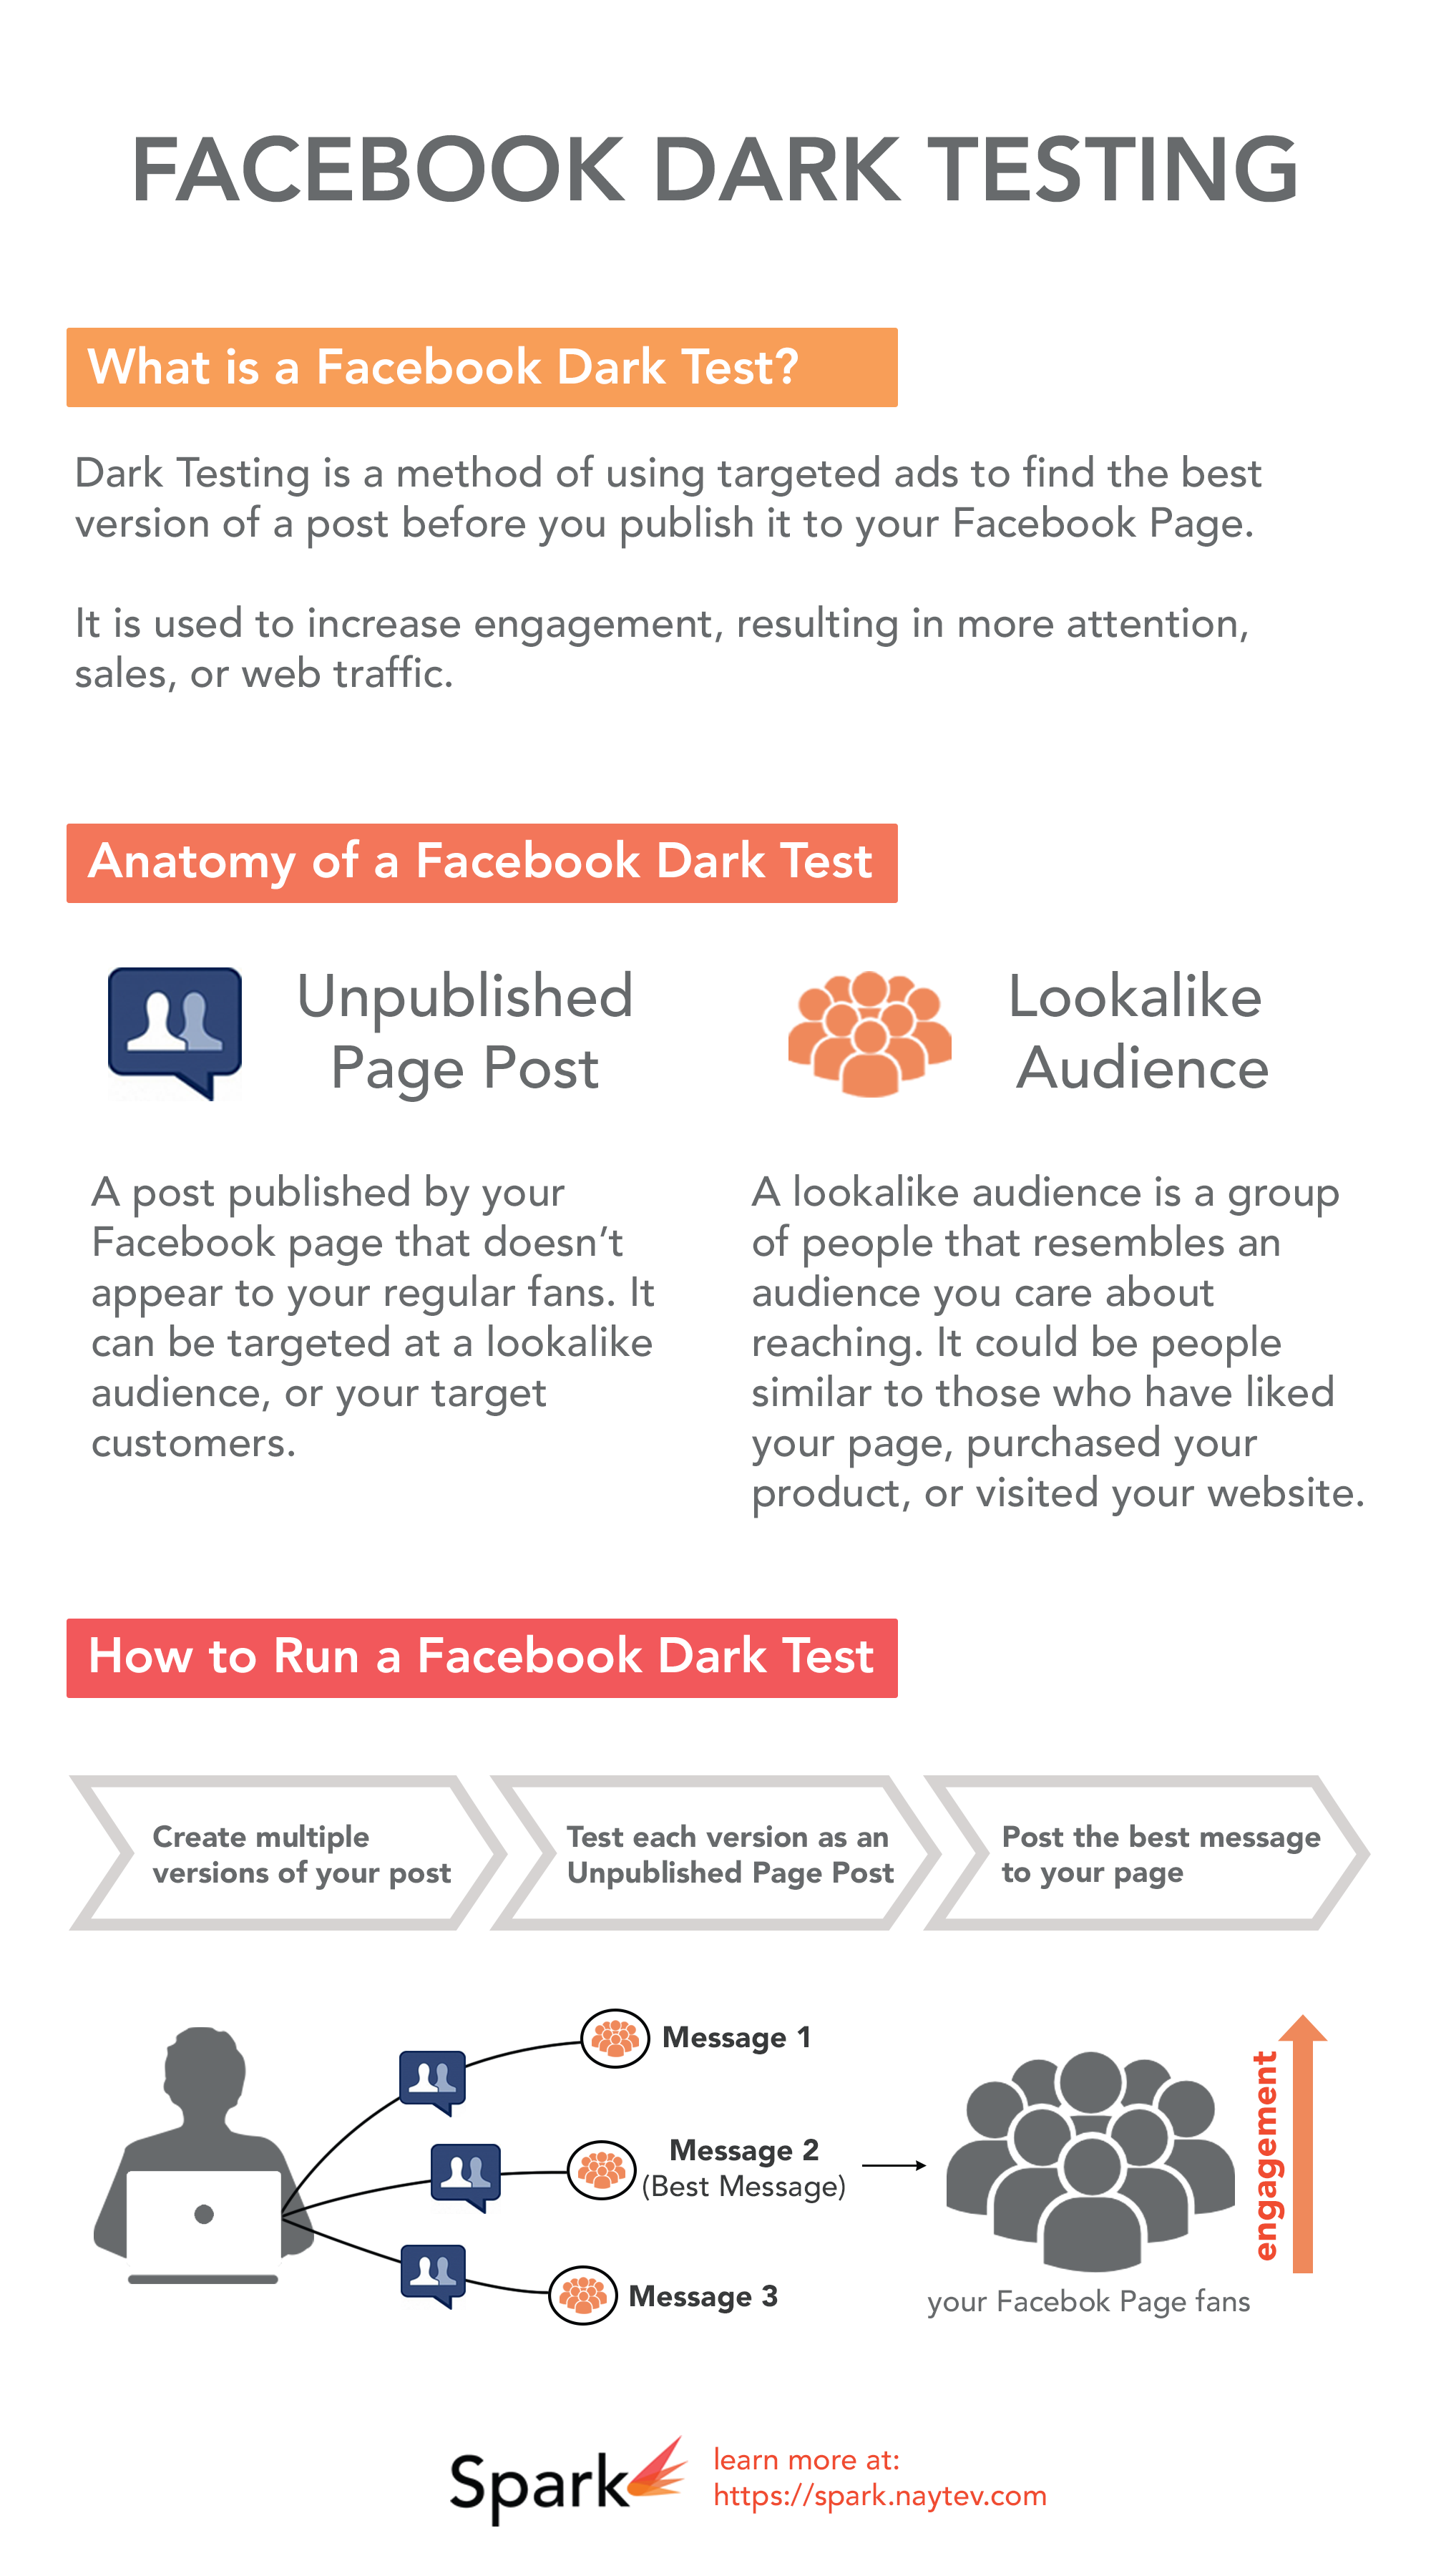 FACEBOOK DARK TESTING
What is a Facebook Dark Test?
Dark Testing is a method of using targeted ads to find the best
version of a post before you publish it to your Facebook Page.
It is used to increase engagement, resulting in more attention,
sales, or web traffic.
Anatomy of a Facebook Dark Test
Unpublished
Page Post
A post published by your
Facebook page that doesn’t
appear to your regular fans. It
can be targeted at a lookalike
audience, or your target
customers.
Lookalike
Audience
A lookalike audience is a group
of people that resembles an
audience you care about
reaching. It could be people
similar to those who have liked
your page, purchased your
product, or visited your website.
How to Run a Facebook Dark Test
Create multiple
versions of your post
Test each version as an
Unpublished Page Post
Post the best message
to your page
Message 1
Message 2
(Best Message)
Message 3
engagement
your Facebok Page fans
Spark
learn more at:
https://spark.naytev.com